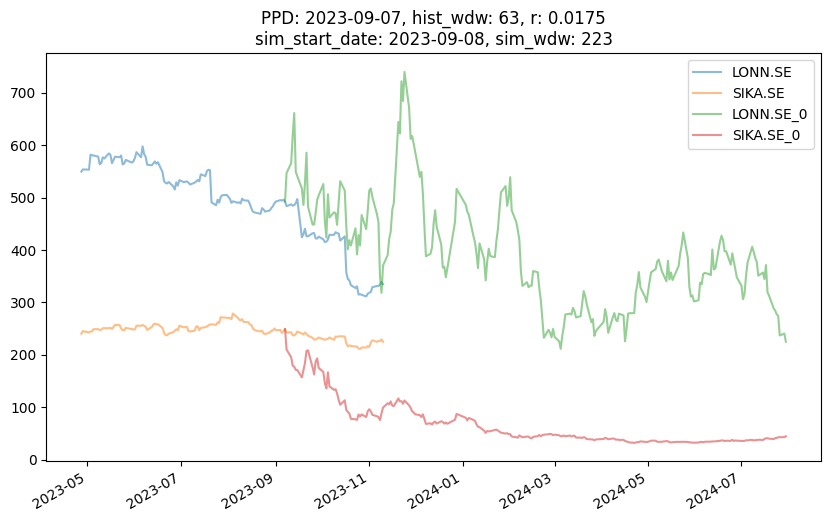 PPD: 2023-09-07, hist_wdw: 63, r: 0.0175
sim_start_date: 2023-09-08, sim_wdw: 223
LONN.SE
SIKA.SE
LONN.SE_0
SIKA.SE_0
700
600
500
400
300
200
100
0
2023-05
2023-07
2023-09
2023-11
2024-01
2024-03
2024-05
2024-07